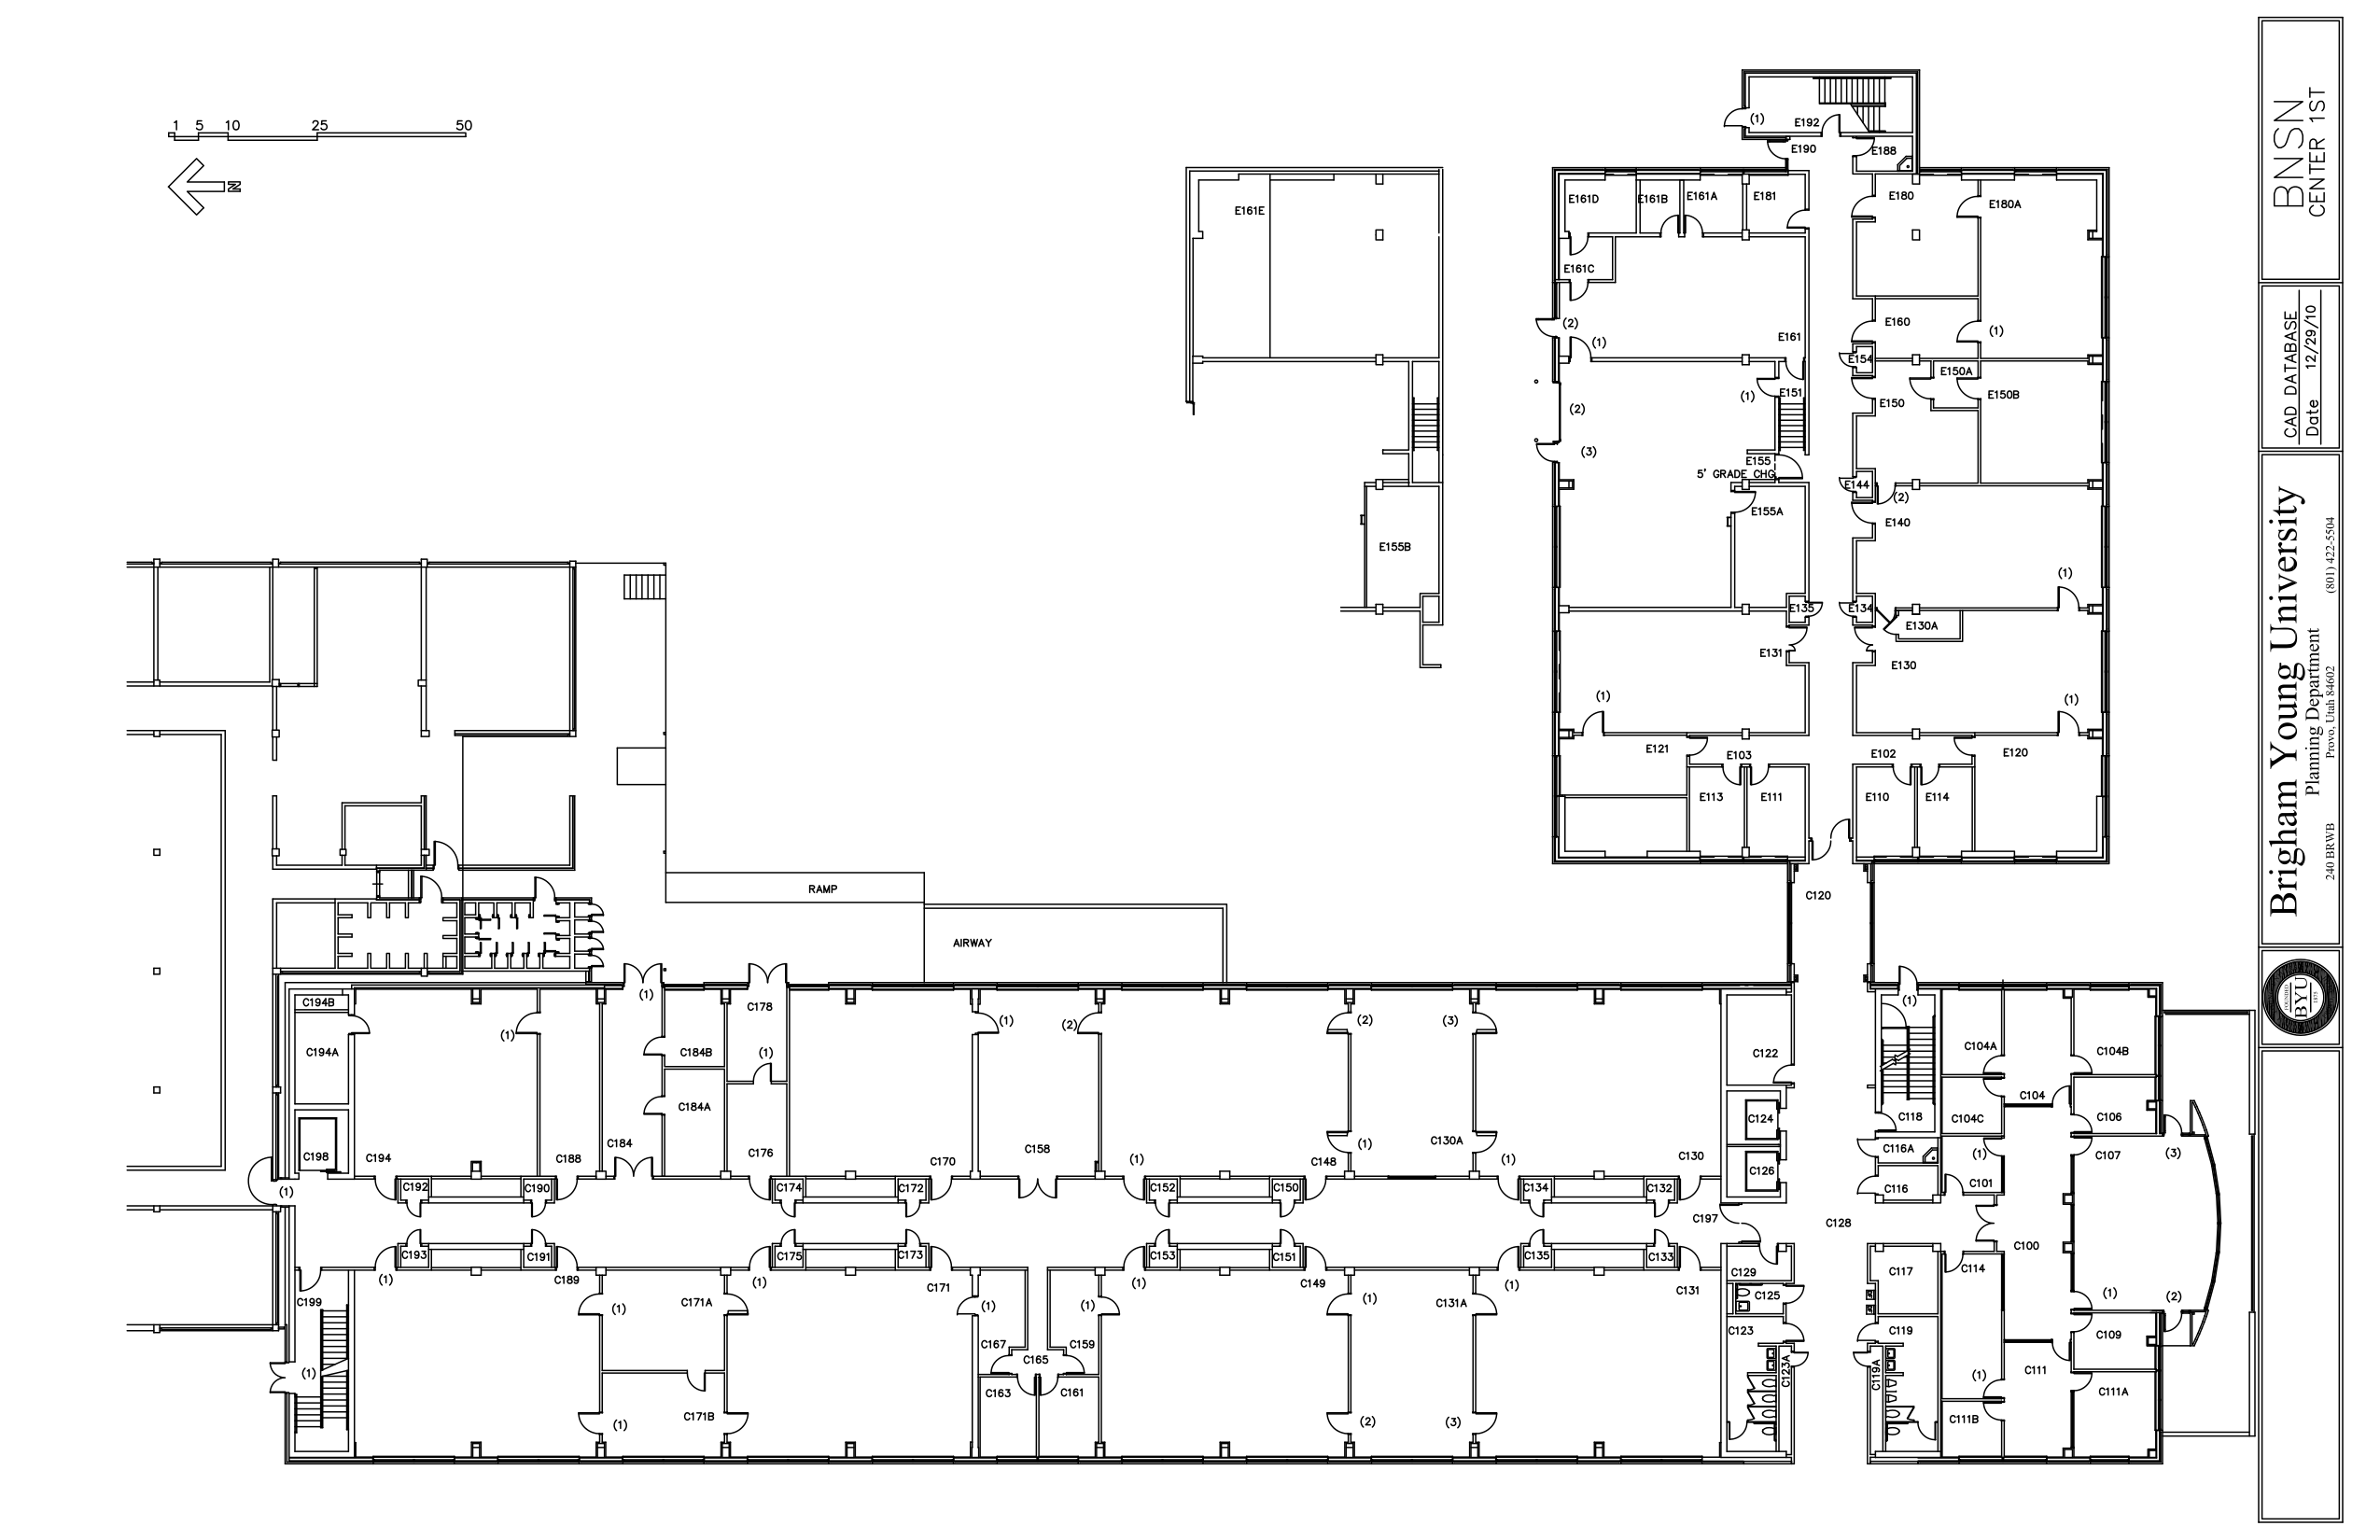 1 5 10 25 50
N
(1)
E192
E190
E188
E161E
E161D
E161B
E161A
E181
E180
E180A
E161C
(2)
(1)
E161
E160
(1)
E154
E150A
(1)
E151
E150
E150B
(2)
(3)
E155
5' GRADE CHG
E144
(2)
E155A
E140
E155B
(1)
E135
E134
E130A
E131
E130
(1)
(1)
E121
E103
E102
E120
E113
E111
E110
E114
RAMP
C120
AIRWAY
C194B
(1)
C178
(1)
(2)
(2)
(3)
(1)
(1)
C194A
C184B
(1)
C122
C104A
C104B
C184A
C104
C124
C118
C104C
C106
C198
C194
C188
C184
C176
C170
C158
(1)
C148
(1)
C130A
(1)
C130
C126
C116A
(1)
C107
(3)
(1)
C192
C190
C174
C172
C152
C150
C134
C132
C116
C101
C197
C128
C100
C193
C191
C175
C173
C153
C151
C135
C133
(1)
C189
(1)
C171
(1)
C149
(1)
C131
C129
C117
C114
C199
(1)
C171A
(1)
(1)
(1)
C131A
C125
(1)
(2)
C167
C159
C123
C119
C109
C165
(1)
C123A
C119A
(1)
C111
C163
C161
C111A
(1)
C171B
(2)
(3)
C111B
BNSN
CENTER 1ST
CAD DATABASE
Date 12/29/10
Brigham Young University
Planning Department
240 BRWB Provo, Utah 84602 (801) 422-5504
FOUNDED
BYU
1875